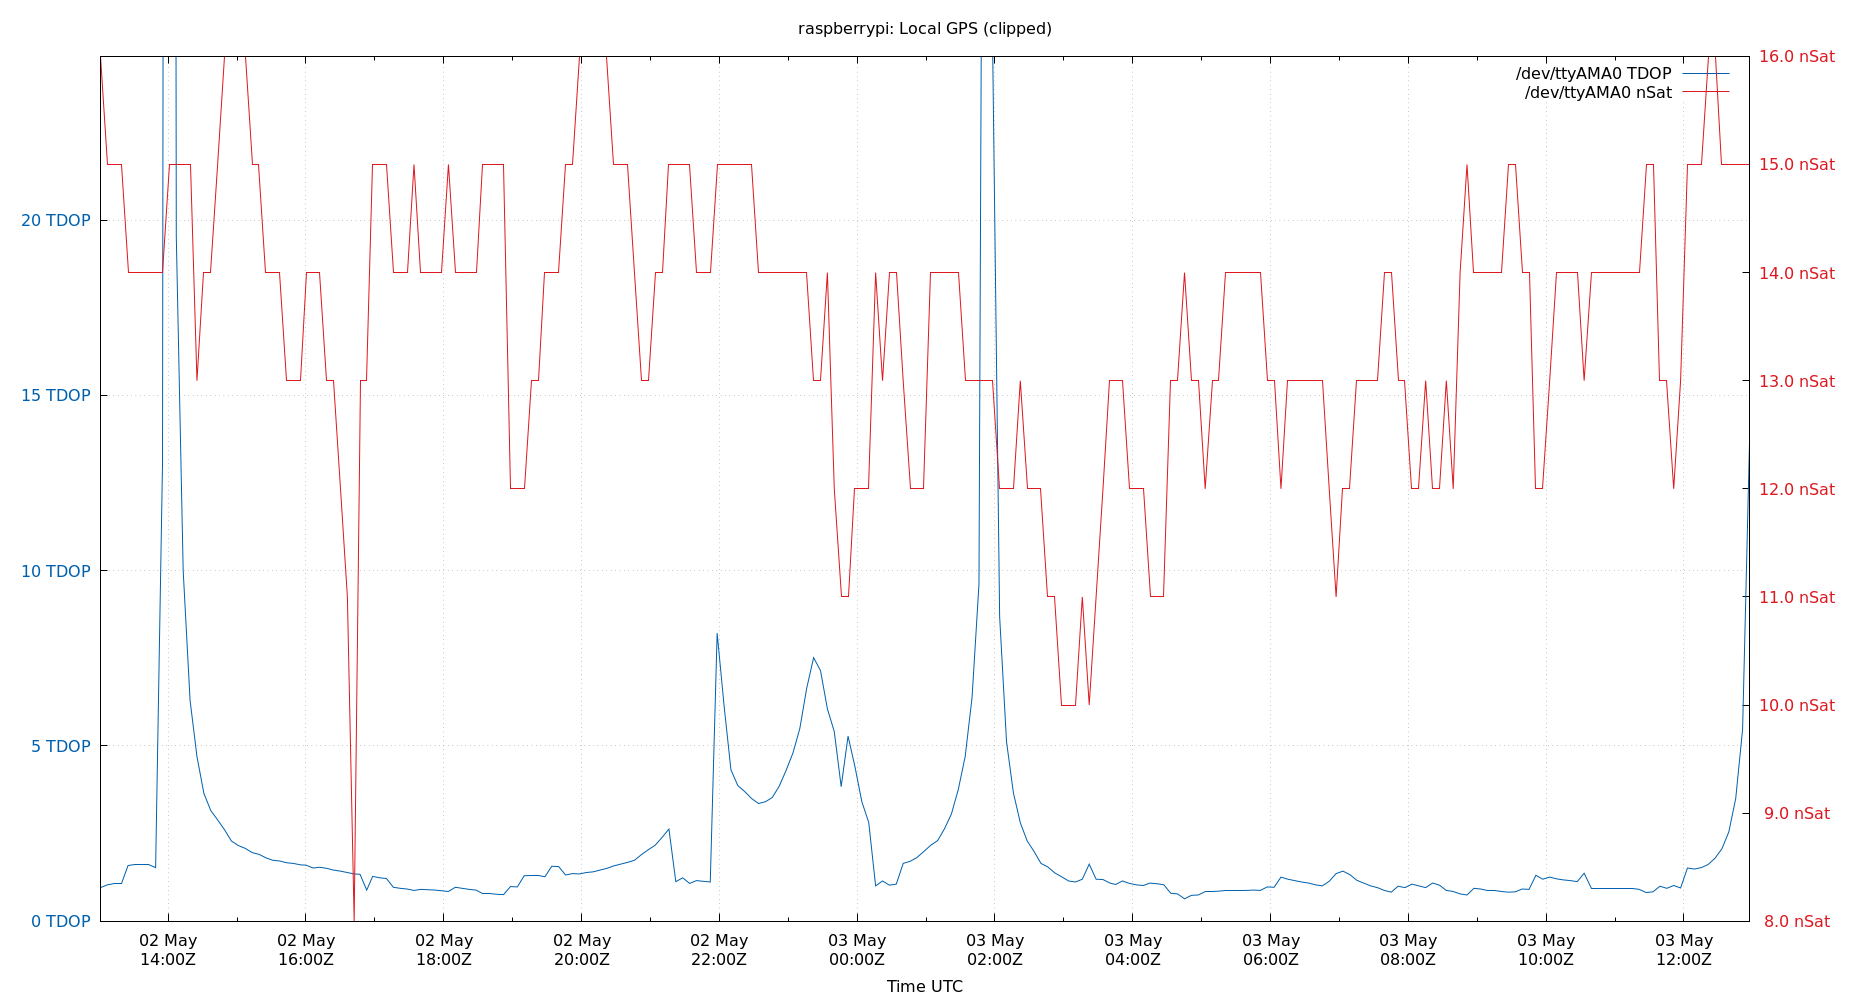 raspberrypi: Local GPS (clipped)
/dev/ttyAMA0 TDOP
/dev/ttyAMA0 nSat
20 TDOP
15 TDOP
10 TDOP
5 TDOP
0 TDOP
16.0 nSat
15.0 nSat
14.0 nSat
13.0 nSat
12.0 nSat
11.0 nSat
10.0 nSat
9.0 nSat
8.0 nSat
02 May 02 May 02 May 02 May 02 May 03 May 03 May 03 May 03 May 03 May 03 May 03 May
14:00Z 16:00Z 18:00Z 20:00Z 22:00Z 00:00Z 02:00Z 04:00Z 06:00Z 08:00Z 10:00Z 12:00Z
Time UTC